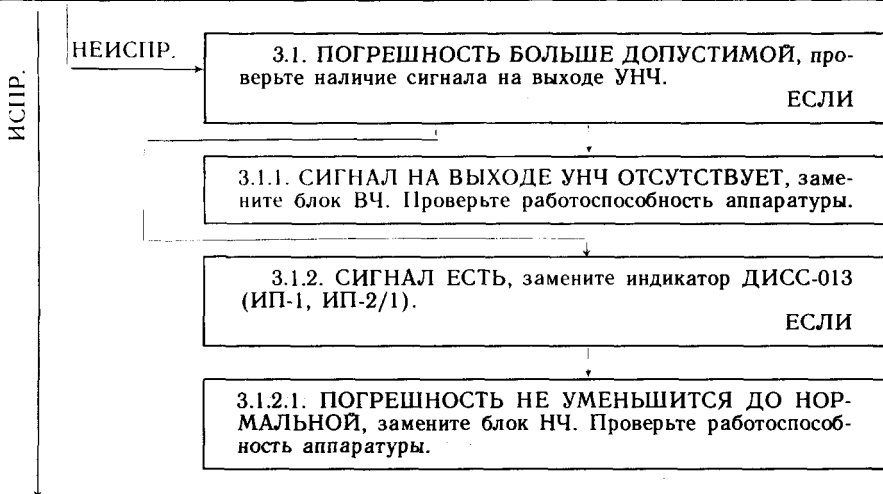 ИСПР.
НЕИСПР.
3.1. ПОГРЕШНОСТЬ БОЛЬШЕ ДОПУСТИМОЙ, про-
верьте наличие сигнала на выходе УНЧ.
ЕСЛИ
3.1.1. СИГНАЛ НА ВЫХОДЕ УНЧ ОТСУТСТВУЕТ, заме-
ните блок ВЧ. Проверьте работоспособность аппаратуры.
3.1.2. СИГНАЛ ЕСТЬ, замените индикатор ДИСС-013
(ИП-1, ИП-2/1).
ЕСЛИ
3.1.2.1. ПОГРЕШНОСТЬ НЕ УМЕНЬШИТСЯ ДО НОР-
МАЛЬНОЙ, замените блок НЧ. Проверьте работоспособ-
ность аппаратуры.